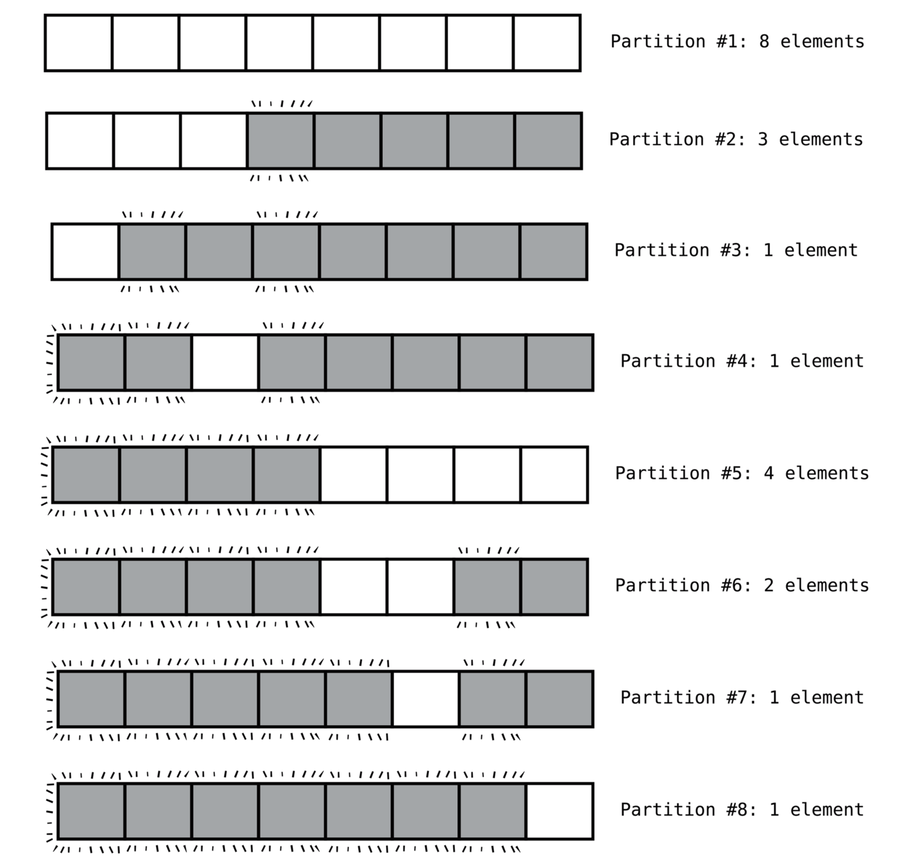 Partition #1: 8 elements
Partition #2: 3 elements
Partition #3: 1 element
Partition #4: 1 element
Partition #5: 4 elements
Partition #6: 2 elements
Partition #7: 1 element
Partition #8: 1 element